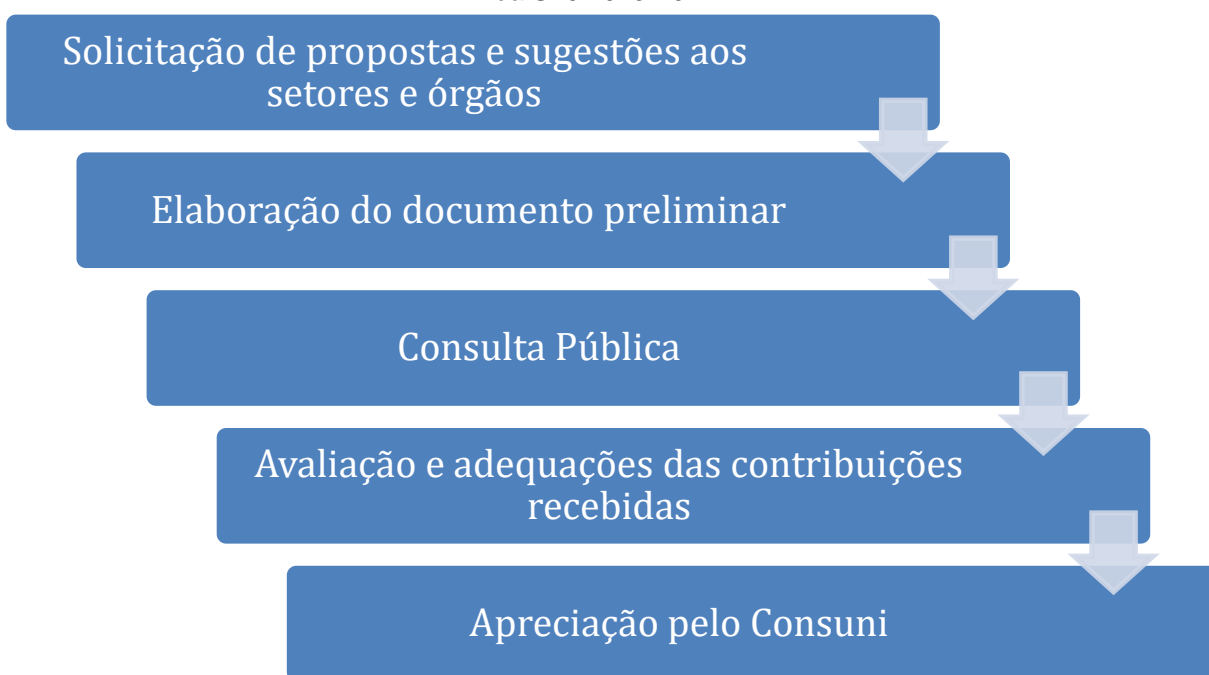 Solicitação de propostas e sugestões aos
setores e órgãos
Elaboração do documento preliminar
Consulta Pública
Avaliação e adequações das contribuições
recebidas
Apreciação pelo Consuni